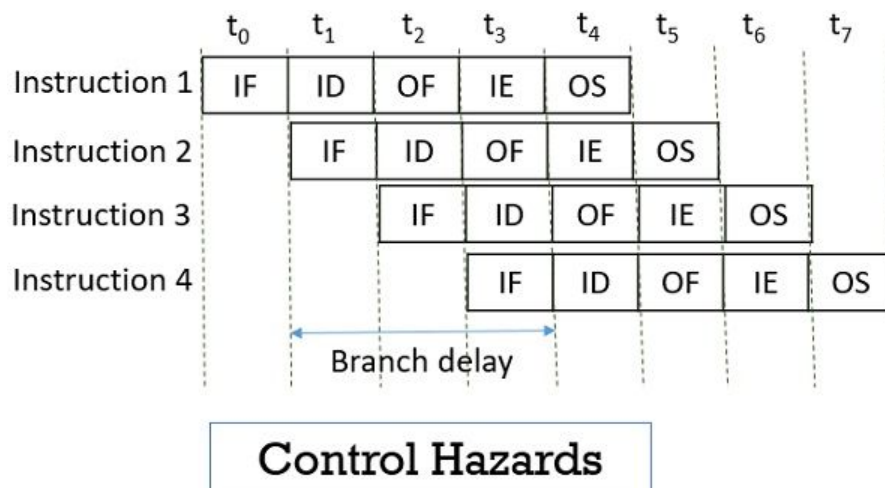 t0 t1 t2 t3 t4 t5 t6 t7
Instruction 1 IF ID OF IE OS
Instruction 2 IF ID OF IE OS
Instruction 3 IF ID OF IE OS
Instruction 4 IF ID OF IE OS
Branch delay
Control Hazards